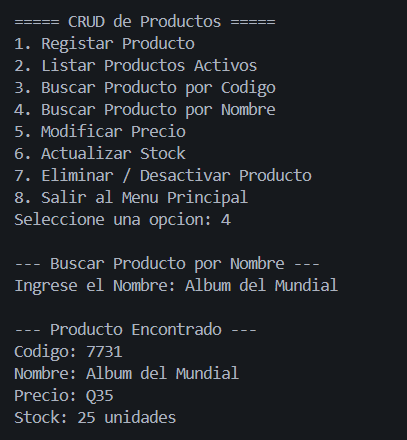 ===== CRUD de Productos =====
1. Registar Producto
2. Listar Productos Activos
3. Buscar Producto por Codigo
4. Buscar Producto por Nombre
5. Modificar Precio
6. Actualizar Stock
7. Eliminar / Desactivar Producto
8. Salir al Menu Principal
Seleccione una opcion: 4
--- Buscar Producto por Nombre ---
Ingrese el Nombre: Album del Mundial
--- Producto Encontrado ---
Codigo: 7731
Nombre: Album del Mundial
Precio: Q35
Stock: 25 unidades